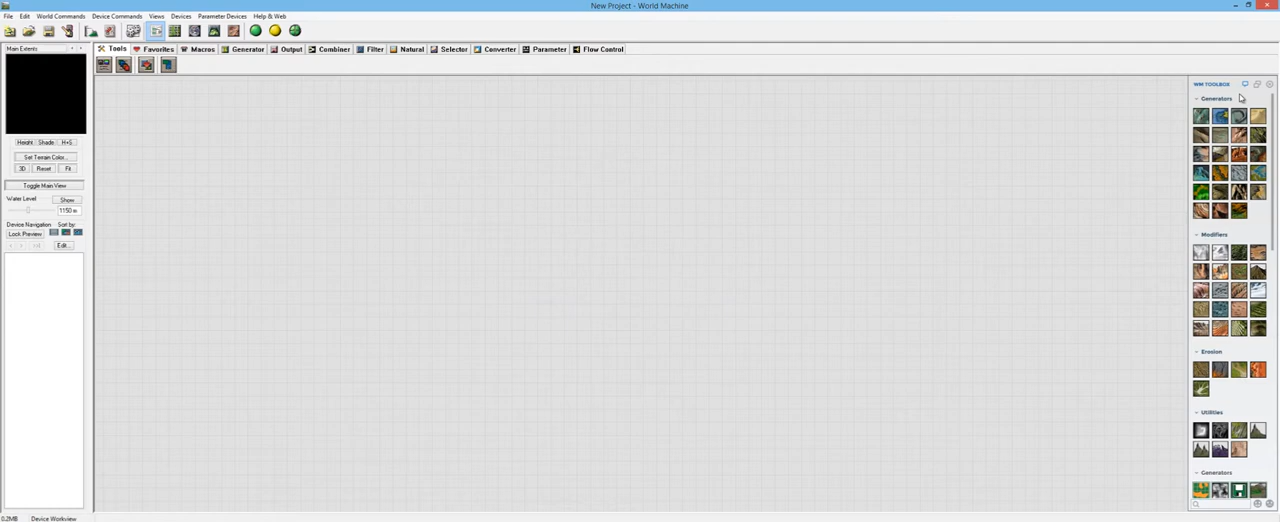 New Project - World Machine
File Edit World Commands Device Commands Views Devices Parameter Devices Help & Web
Main Extents
Tools Favorites Macros Generator Output Combiner Filter Natural Selector Converter Parameter Flow Control
WM TOOLBOX
Generators
Height Shade H+S
Set Terrain Color...
3D Reset Fit
Toggle Main View
Water Level Show
1150 m
Device Navigation Sort by:
Lock Preview
Edit...
Modifiers
Erosion
Utilities
Generators
0.2MB Device Workview